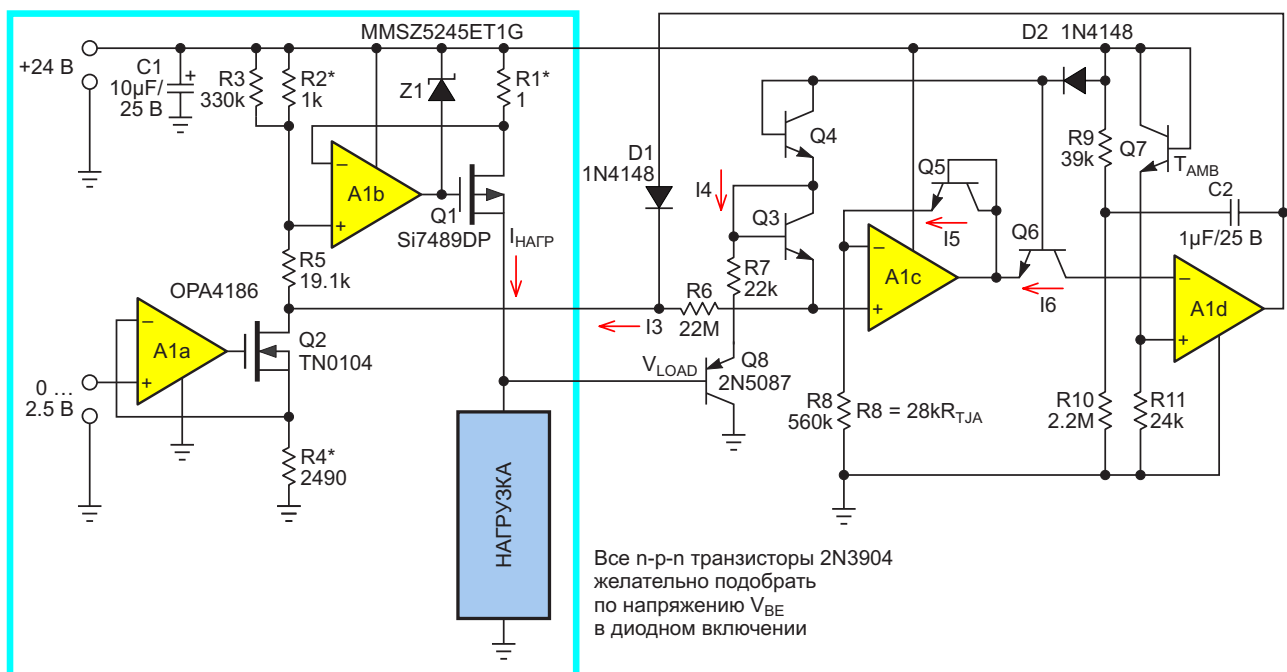 MMSZ5245ET1G
D2 1N4148
+24 В
C1
10µF/
25 В
+
R3
330k
R2*
1k
Z1
R1*
1
A1b
−
+
Q1
Si7489DP
R5
19.1k
IНАГР
OPA4186
A1a
−
+
Q2
TN0104
0 ...
2.5 В
R4*
2490
НАГРУЗКА
D1
1N4148
I3
R6
22M
I4
Q4
Q3
R7
22k
VLOAD
Q8
2N5087
Q5
I5
A1c
−
+
Q6
I6
R8
560k
R8 = 28kRTJA
R9
39k
Q7
TAMB
C2
1µF/25 В
A1d
−
+
R10
2.2M
R11
24k
Все n-p-n транзисторы 2N3904
желательно подобрать
по напряжению VBE
в диодном включении